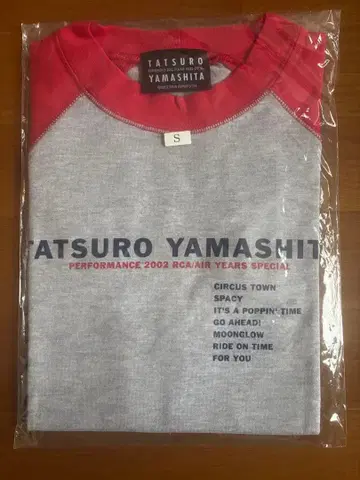 TATSURO
YAMASHITA
S
TATSURO YAMASHIT
PERFORMANCE 2002 RCA/AIR YEARS SPECIAL
CIRCUS TOWN
SPACY
IT'S A POPPIN' TIME
GO AHEAD!
MOONGLOW
RIDE ON TIME
FOR YOU